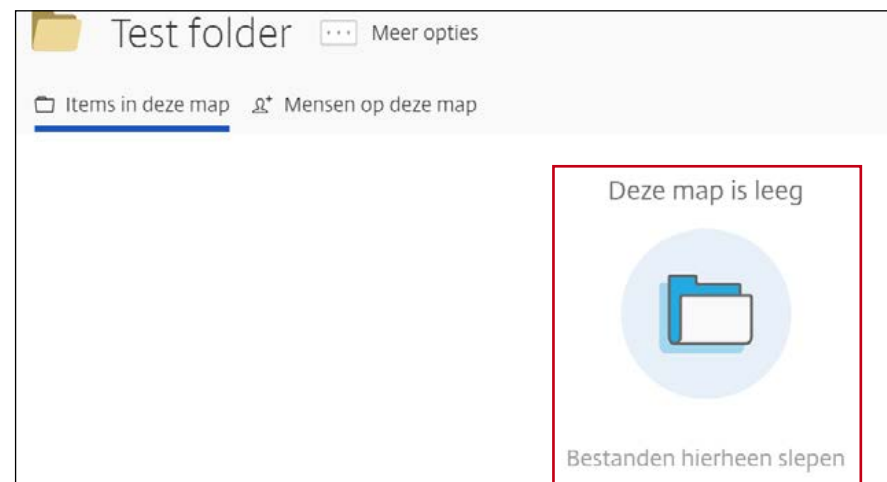 Test folder ··· Meer opties
Items in deze map Mensen op deze map
Deze map is leeg
Bestanden hierheen slepen